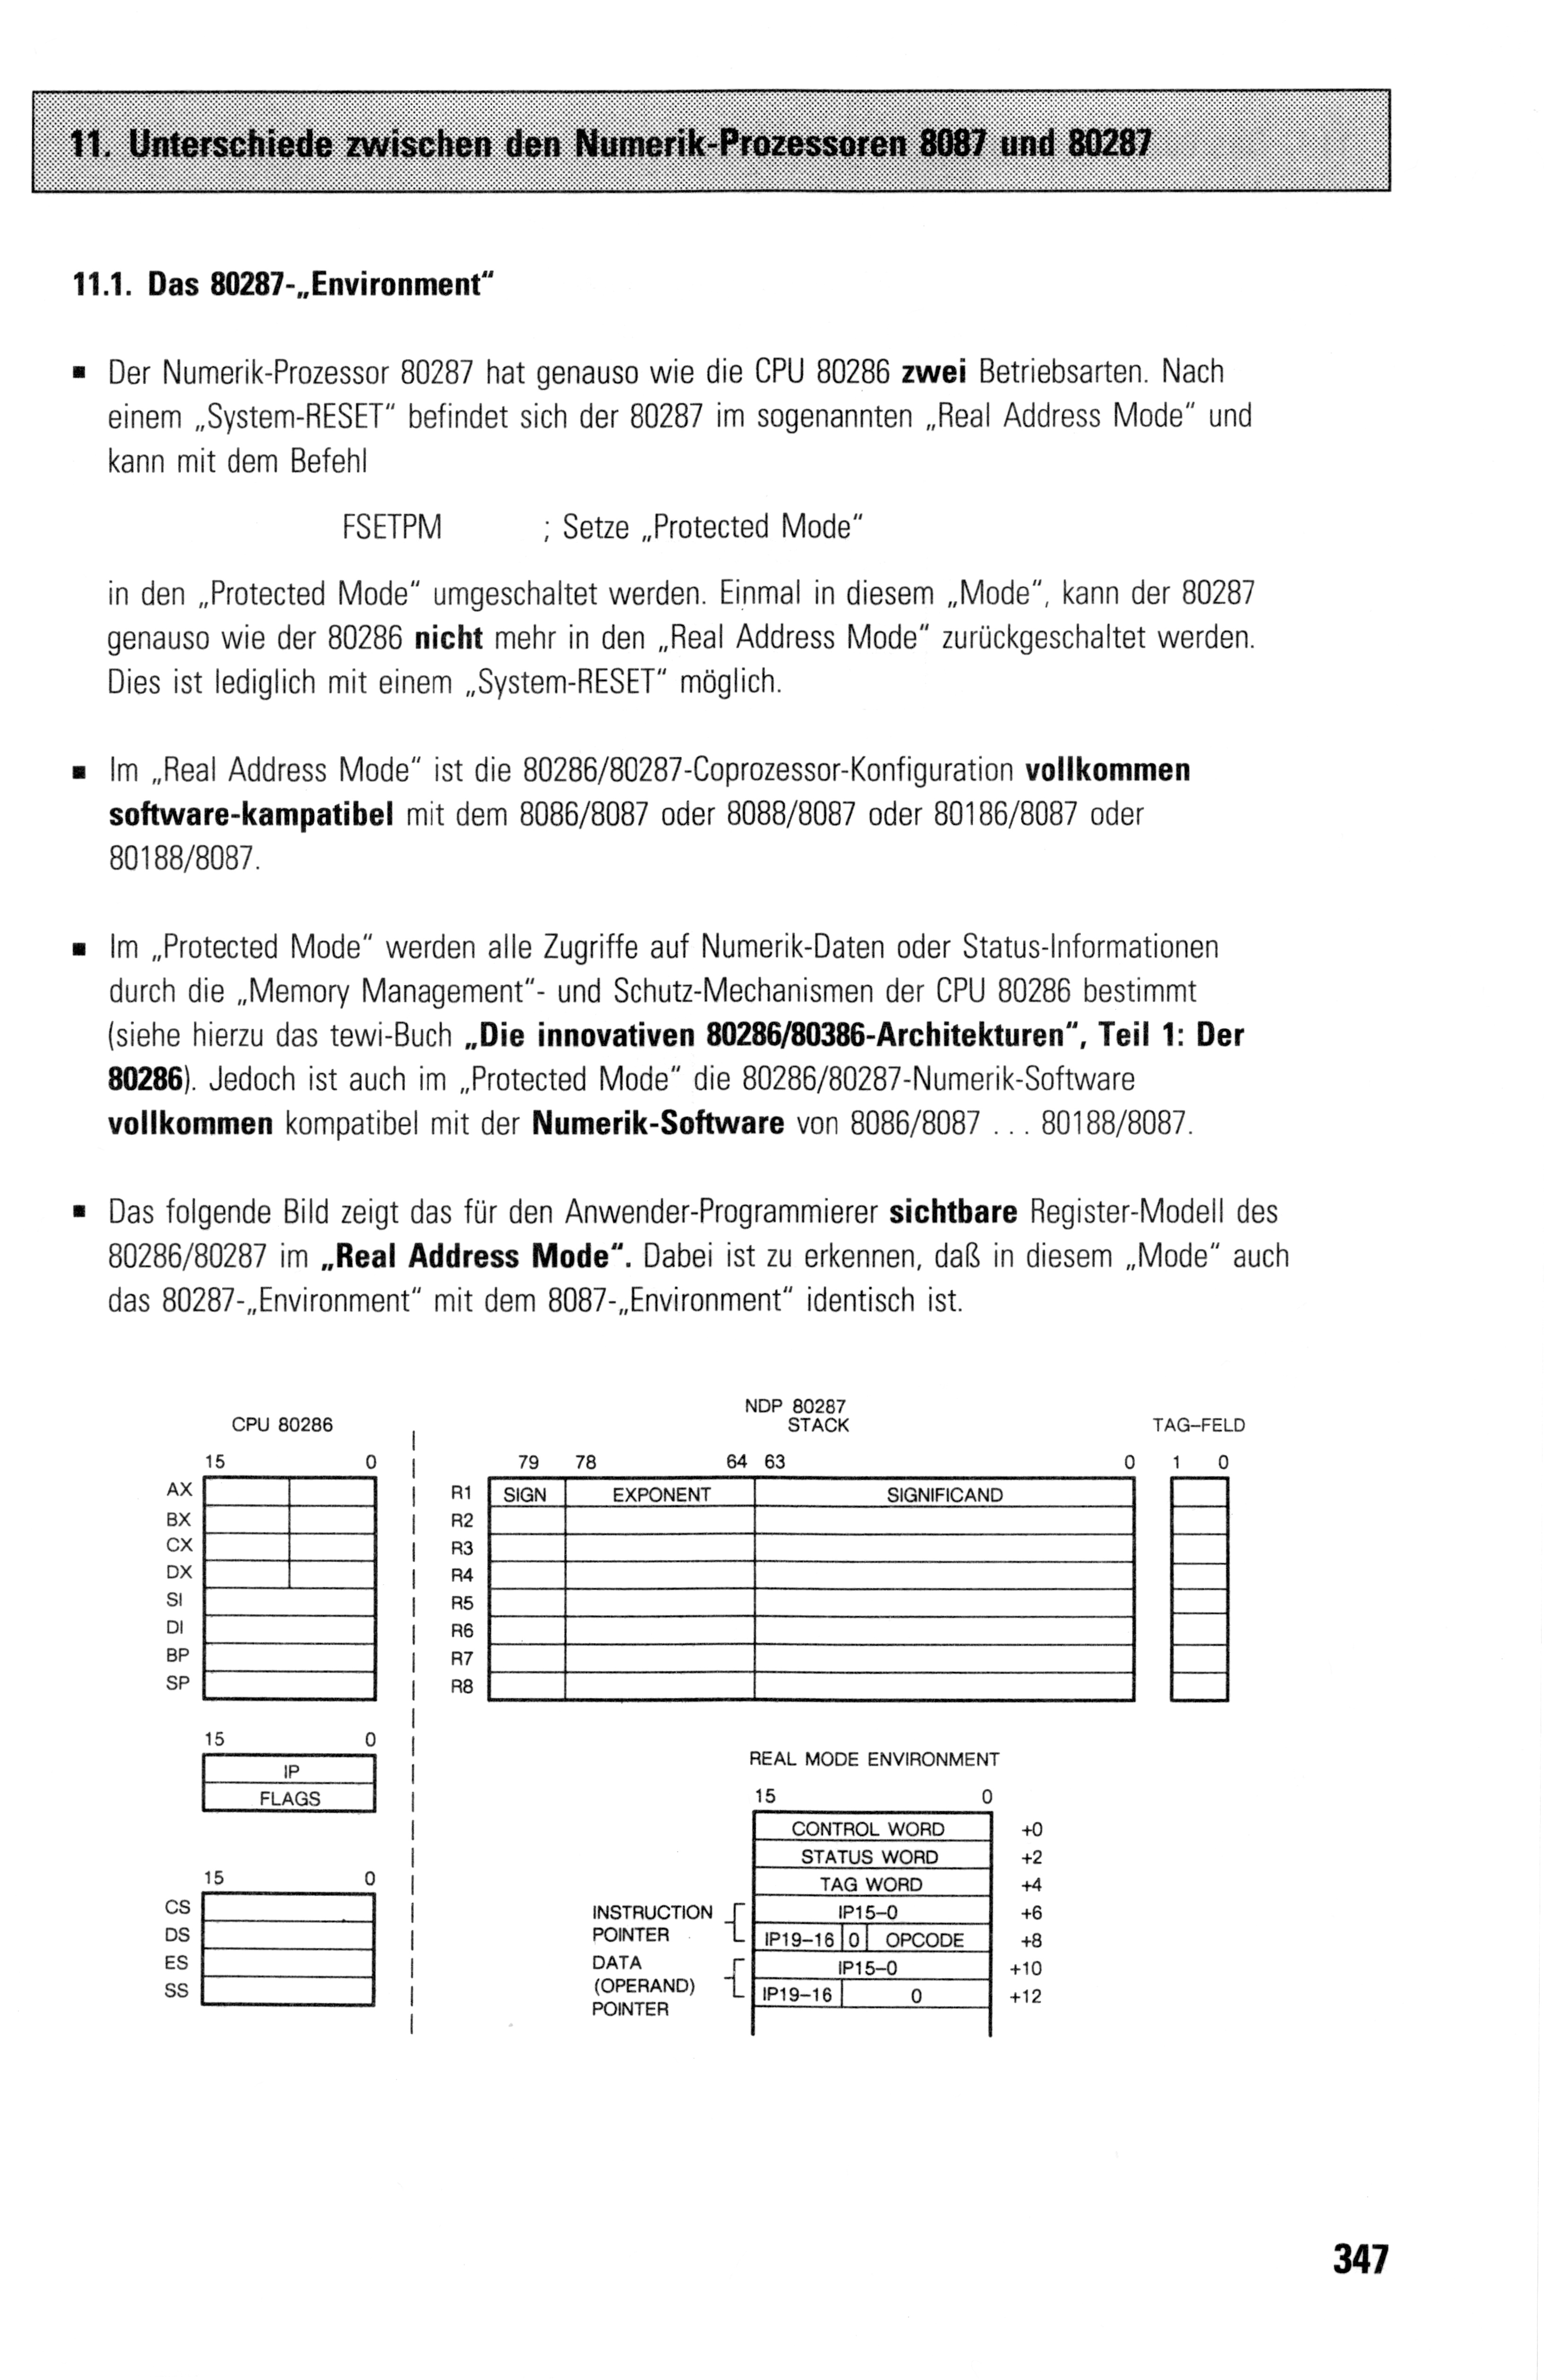 11. Unterschiede zwischen den Numerik-Prozessoren 8087 und 80287
11.1. Das 80287-„Environment“
▪ Der Numerik-Prozessor 80287 hat genauso wie die CPU 80286 zwei Betriebsarten. Nach
einem „System-RESET“ befindet sich der 80287 im sogenannten „Real Address Mode“ und
kann mit dem Befehl
FSETPM ; Setze „Protected Mode“
in den „Protected Mode“ umgeschaltet werden. Einmal in diesem „Mode“, kann der 80287
genauso wie der 80286 nicht mehr in den „Real Address Mode“ zurückgeschaltet werden.
Dies ist lediglich mit einem „System-RESET“ möglich.
▪ Im „Real Address Mode“ ist die 80286/80287-Coprozessor-Konfiguration vollkommen
software-kampatibel mit dem 8086/8087 oder 8088/8087 oder 80186/8087 oder
80188/8087.
▪ Im „Protected Mode“ werden alle Zugriffe auf Numerik-Daten oder Status-Informationen
durch die „Memory Management“- und Schutz-Mechanismen der CPU 80286 bestimmt
(siehe hierzu das tewi-Buch „Die innovativen 80286/80386-Architekturen“, Teil 1: Der
80286). Jedoch ist auch im „Protected Mode“ die 80286/80287-Numerik-Software
vollkommen kompatibel mit der Numerik-Software von 8086/8087 . . . 80188/8087.
▪ Das folgende Bild zeigt das für den Anwender-Programmierer sichtbare Register-Modell des
80286/80287 im „Real Address Mode“. Dabei ist zu erkennen, daß in diesem „Mode“ auch
das 80287-„Environment“ mit dem 8087-„Environment“ identisch ist.
CPU 80286
15 0
AX
BX
CX
DX
SI
DI
BP
SP
15 0
IP
FLAGS
15 0
CS
DS
ES
SS
NDP 80287
STACK
TAG–FELD
79 78 64 63 0 1 0
R1 SIGN EXPONENT SIGNIFICAND
R2
R3
R4
R5
R6
R7
R8
REAL MODE ENVIRONMENT
15 0
CONTROL WORD +0
STATUS WORD +2
TAG WORD +4
INSTRUCTION IP15–0 +6
POINTER IP19–16 0 OPCODE +8
DATA IP15–0 +10
(OPERAND) IP19–16 0 +12
POINTER
347